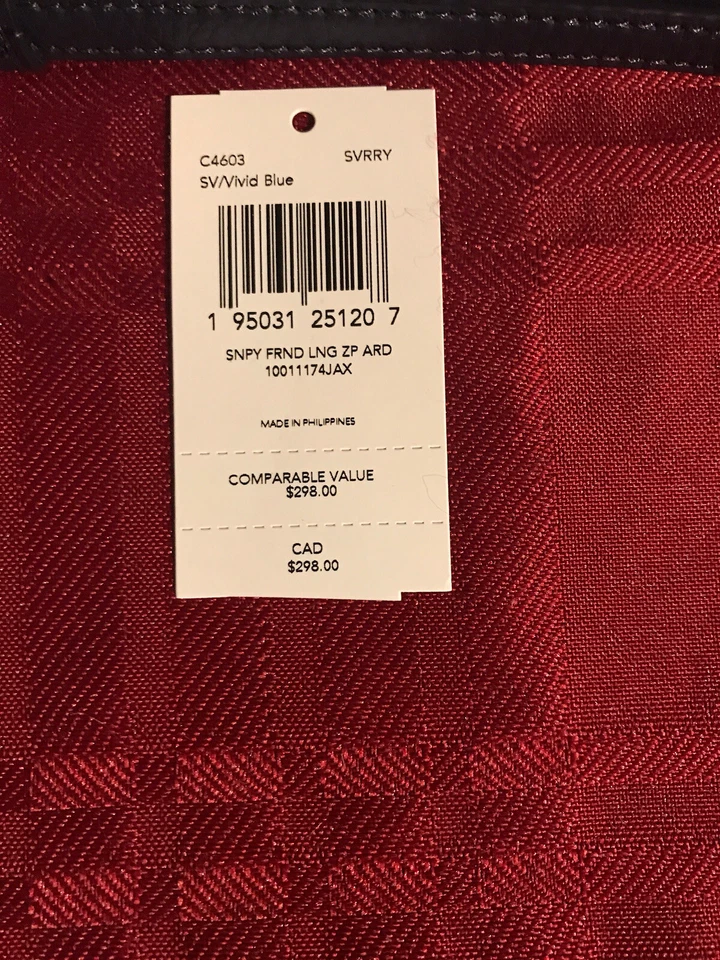 C4603 SVRRY
SV/Vivid Blue
1 95031 25120 7
SNPY FRND LNG ZP ARD
10011174JAX
MADE IN PHILIPPINES
COMPARABLE VALUE
$298.00
CAD
$298.00